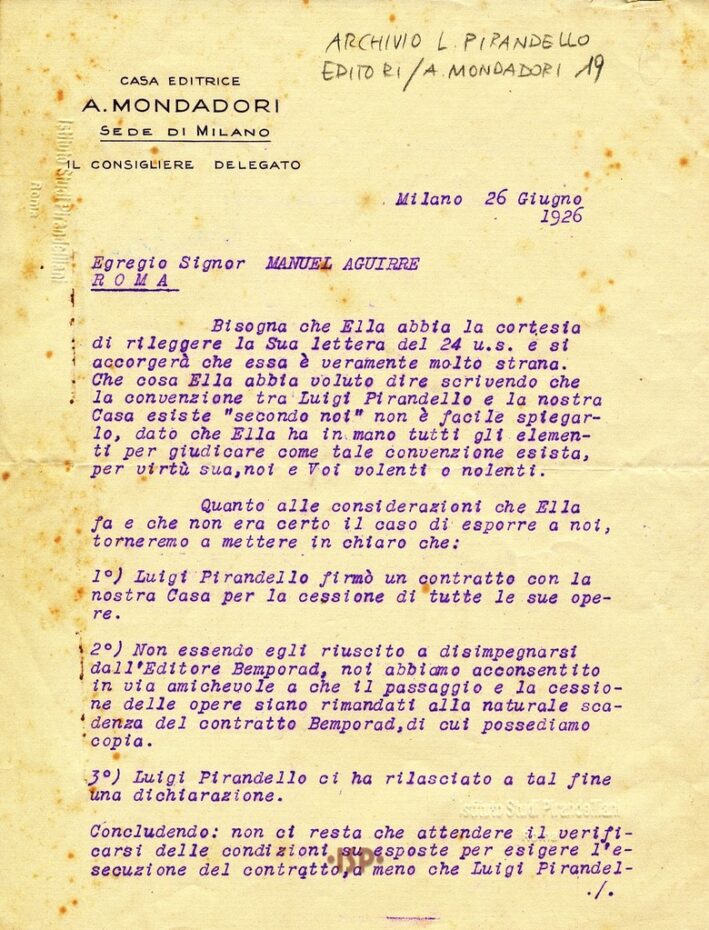 ARCHIVIO L. PIRANDELLO
EDITORI/A. MONDADORI 19
CASA EDITRICE
A. MONDADORI
SEDE DI MILANO
IL CONSIGLIERE DELEGATO
Istituto Studi Pirandelliani
Roma
Milano 26 Giugno
1926
Egregio Signor MANUEL AGUIRRE
ROMA
Bisogna che Ella abbia la cortesia
di rileggere la Sua lettera del 24 u.s. e si
accorgerà che essa è veramente molto strana.
Che cosa Ella abbia voluto dire scrivendo che
la convenzione tra Luigi Pirandello e la nostra
Casa esiste "secondo noi" non è facile spiegar-
lo, dato che Ella ha in mano tutti gli elemen-
ti per giudicare come tale convenzione esista,
per virtù sua, noi e Voi volenti o nolenti.
Quanto alle considerazioni che Ella
fa e che non era certo il caso di esporre a noi,
torneremo a mettere in chiaro che:
1°) Luigi Pirandello firmò un contratto con la
nostra Casa per la cessione di tutte le sue ope-
re.
2°) Non essendo egli riuscito a disimpegnarsi
dall'Editore Bemporad, noi abbiamo acconsentito
in via amichevole a che il passaggio e la cessio-
ne delle opere siano rimandati alla naturale sca-
denza del contratto Bemporad, di cui possediamo
copia.
3°) Luigi Pirandello ci ha rilasciato a tal fine
una dichiarazione.
Istituto Studi Pirandelliani
Concludendo: non ci resta che attendere il verifi-
carsi delle condizioni su esposte per esigere l'e-
secuzione del contratto, a meno che Luigi Pirandel-
./.